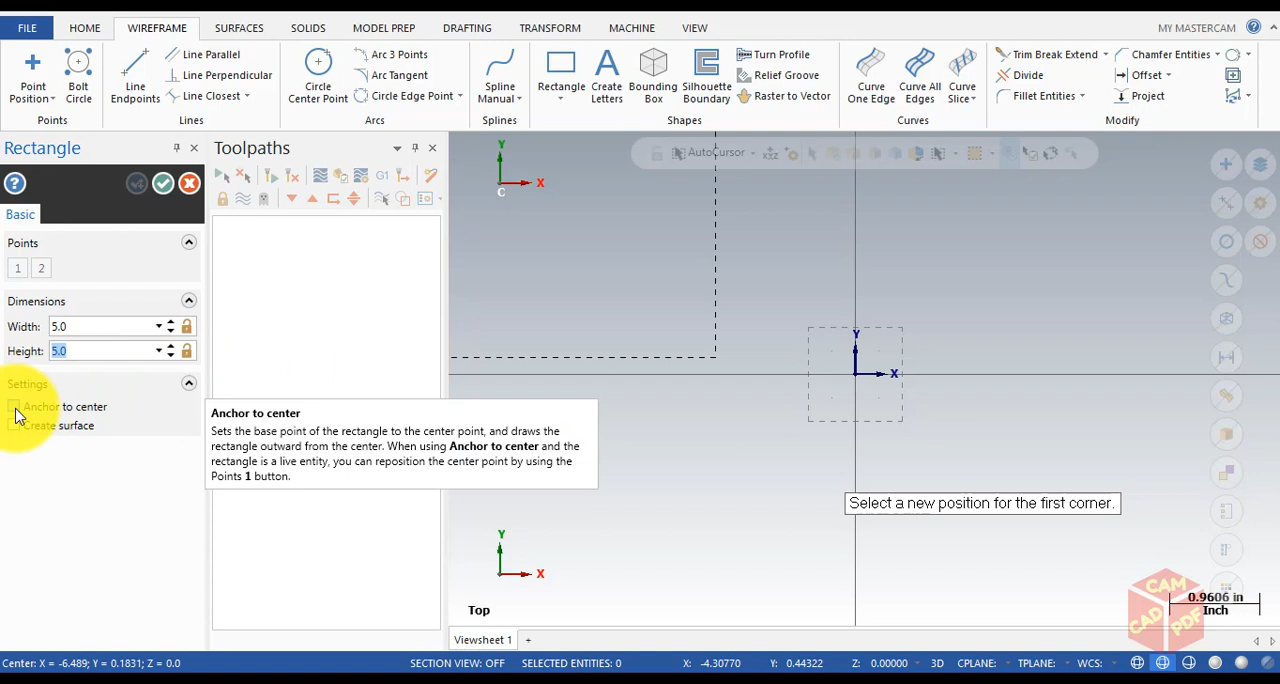 FILE HOME WIREFRAME SURFACES SOLIDS MODEL PREP DRAFTING TRANSFORM MACHINE VIEW MY MASTERCAM
Point Position
Bolt Circle
Points
Line Endpoints
Line Parallel
Line Perpendicular
Line Closest
Lines
Circle Center Point
Arc 3 Points
Arc Tangent
Circle Edge Point
Arcs
Spline Manual
Splines
Rectangle
Create Letters
Bounding Box
Silhouette Boundary
Turn Profile
Relief Groove
Raster to Vector
Shapes
Curve One Edge
Curve All Edges
Curve Slice
Curves
Trim Break Extend
Divide
Fillet Entities
Chamfer Entities
Offset
Project
Modify
Rectangle
Basic
Points
1 2
Dimensions
Width: 5.0
Height: 5.0
Settings
Anchor to center
Create surface
Toolpaths
G1
Anchor to center
Sets the base point of the rectangle to the center point, and draws the
rectangle outward from the center. When using Anchor to center and the
rectangle is a live entity, you can reposition the center point by using the
Points 1 button.
AutoCursor
XYZ
Y
X
C
Y
X
Select a new position for the first corner.
Y
X
Top
CAM
CAD
PDF
0.9606 in
Inch
Viewsheet 1 +
Center: X = -6.489; Y = 0.1831; Z = 0.0 SECTION VIEW: OFF SELECTED ENTITIES: 0 X: -4.30770 Y: 0.44322 Z: 0.00000 3D CPLANE: TPLANE: WCS: